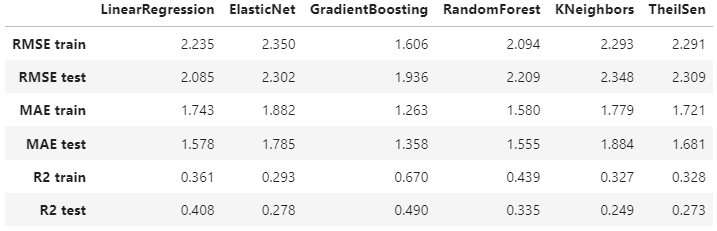 LinearRegression ElasticNet GradientBoosting RandomForest KNeighbors TheilSen
RMSE train 2.235 2.350 1.606 2.094 2.293 2.291
RMSE test 2.085 2.302 1.936 2.209 2.348 2.309
MAE train 1.743 1.882 1.263 1.580 1.779 1.721
MAE test 1.578 1.785 1.358 1.555 1.884 1.681
R2 train 0.361 0.293 0.670 0.439 0.327 0.328
R2 test 0.408 0.278 0.490 0.335 0.249 0.273